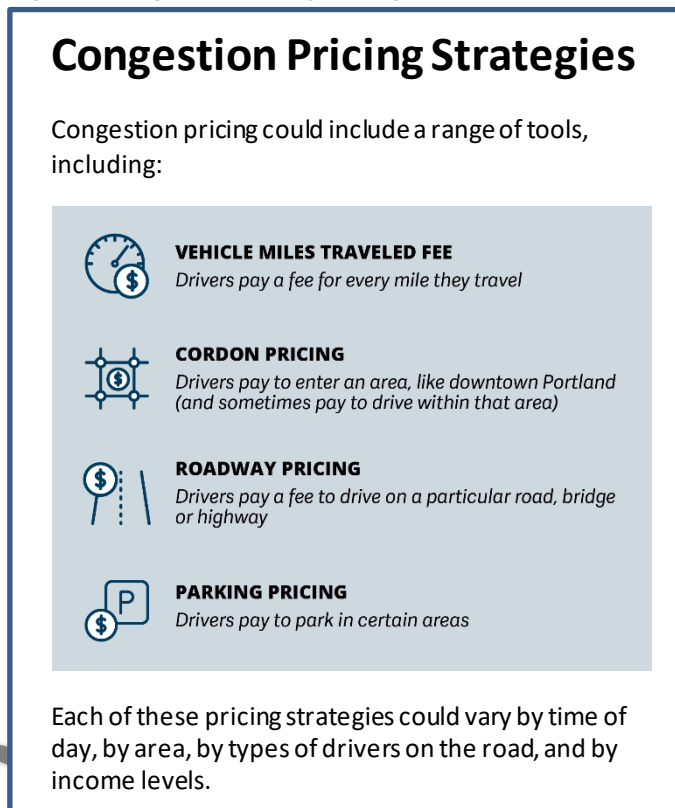 Congestion Pricing Strategies
Congestion pricing could include a range of tools,
including:
VEHICLE MILES TRAVELED FEE
Drivers pay a fee for every mile they travel
CORDON PRICING
Drivers pay to enter an area, like downtown Portland
(and sometimes pay to drive within that area)
ROADWAY PRICING
Drivers pay a fee to drive on a particular road, bridge
or highway
P
PARKING PRICING
Drivers pay to park in certain areas
Each of these pricing strategies could vary by time of
day, by area, by types of drivers on the road, and by
income levels.